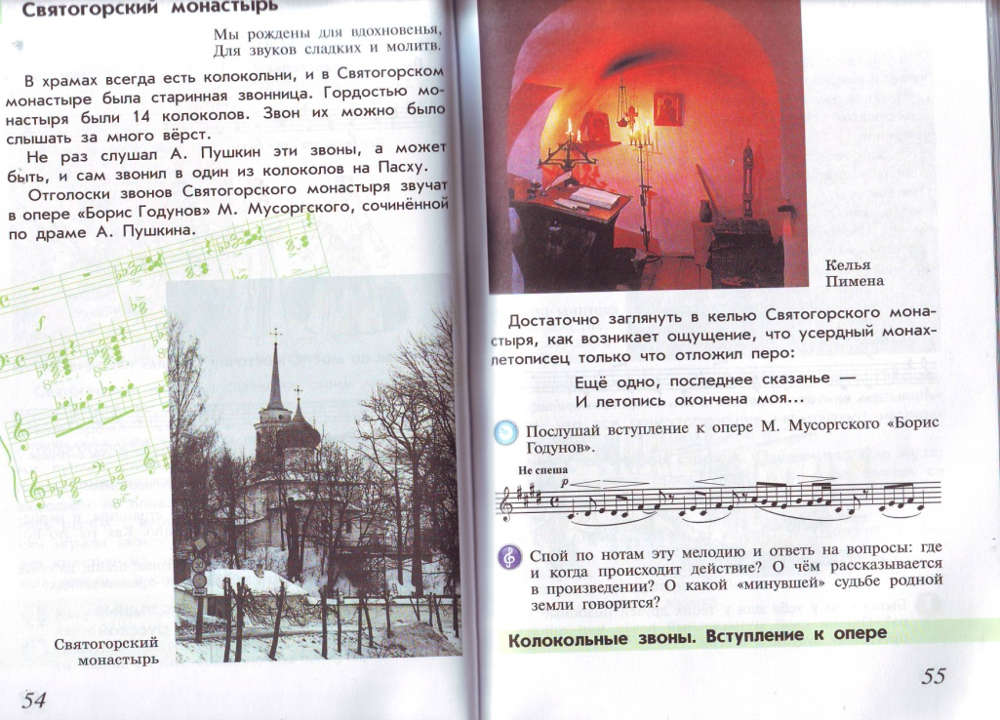 Святогорский монастырь
Мы рождены для вдохновенья,
Для звуков сладких и молитв.
В храмах всегда есть колокольни, и в Святогорском
монастыре была старинная звонница. Гордостью мо-
настыря были 14 колоколов. Звон их можно было
слышать за много вёрст.
Не раз слушал А. Пушкин эти звоны, а может
быть, и сам звонил в один из колоколов на Пасху.
Отголоски звонов Святогорского монастыря звучат
в опере «Борис Годунов» М. Мусоргского, сочинённой
по драме А. Пушкина.
f
8
8
Святогорский
монастырь
54
Келья
Пимена
Достаточно заглянуть в келью Святогорского мона-
стыря, как возникает ощущение, что усердный монах-
летописец только что отложил перо:
Ещё одно, последнее сказанье —
И летопись окончена моя...
Послушай вступление к опере М. Мусоргского «Борис
Годунов».
Не спеша
p
Спой по нотам эту мелодию и ответь на вопросы: где
и когда происходит действие? О чём рассказывается
в произведении? О какой «минувшей» судьбе родной
земли говорится?
Колокольные звоны. Вступление к опере
55